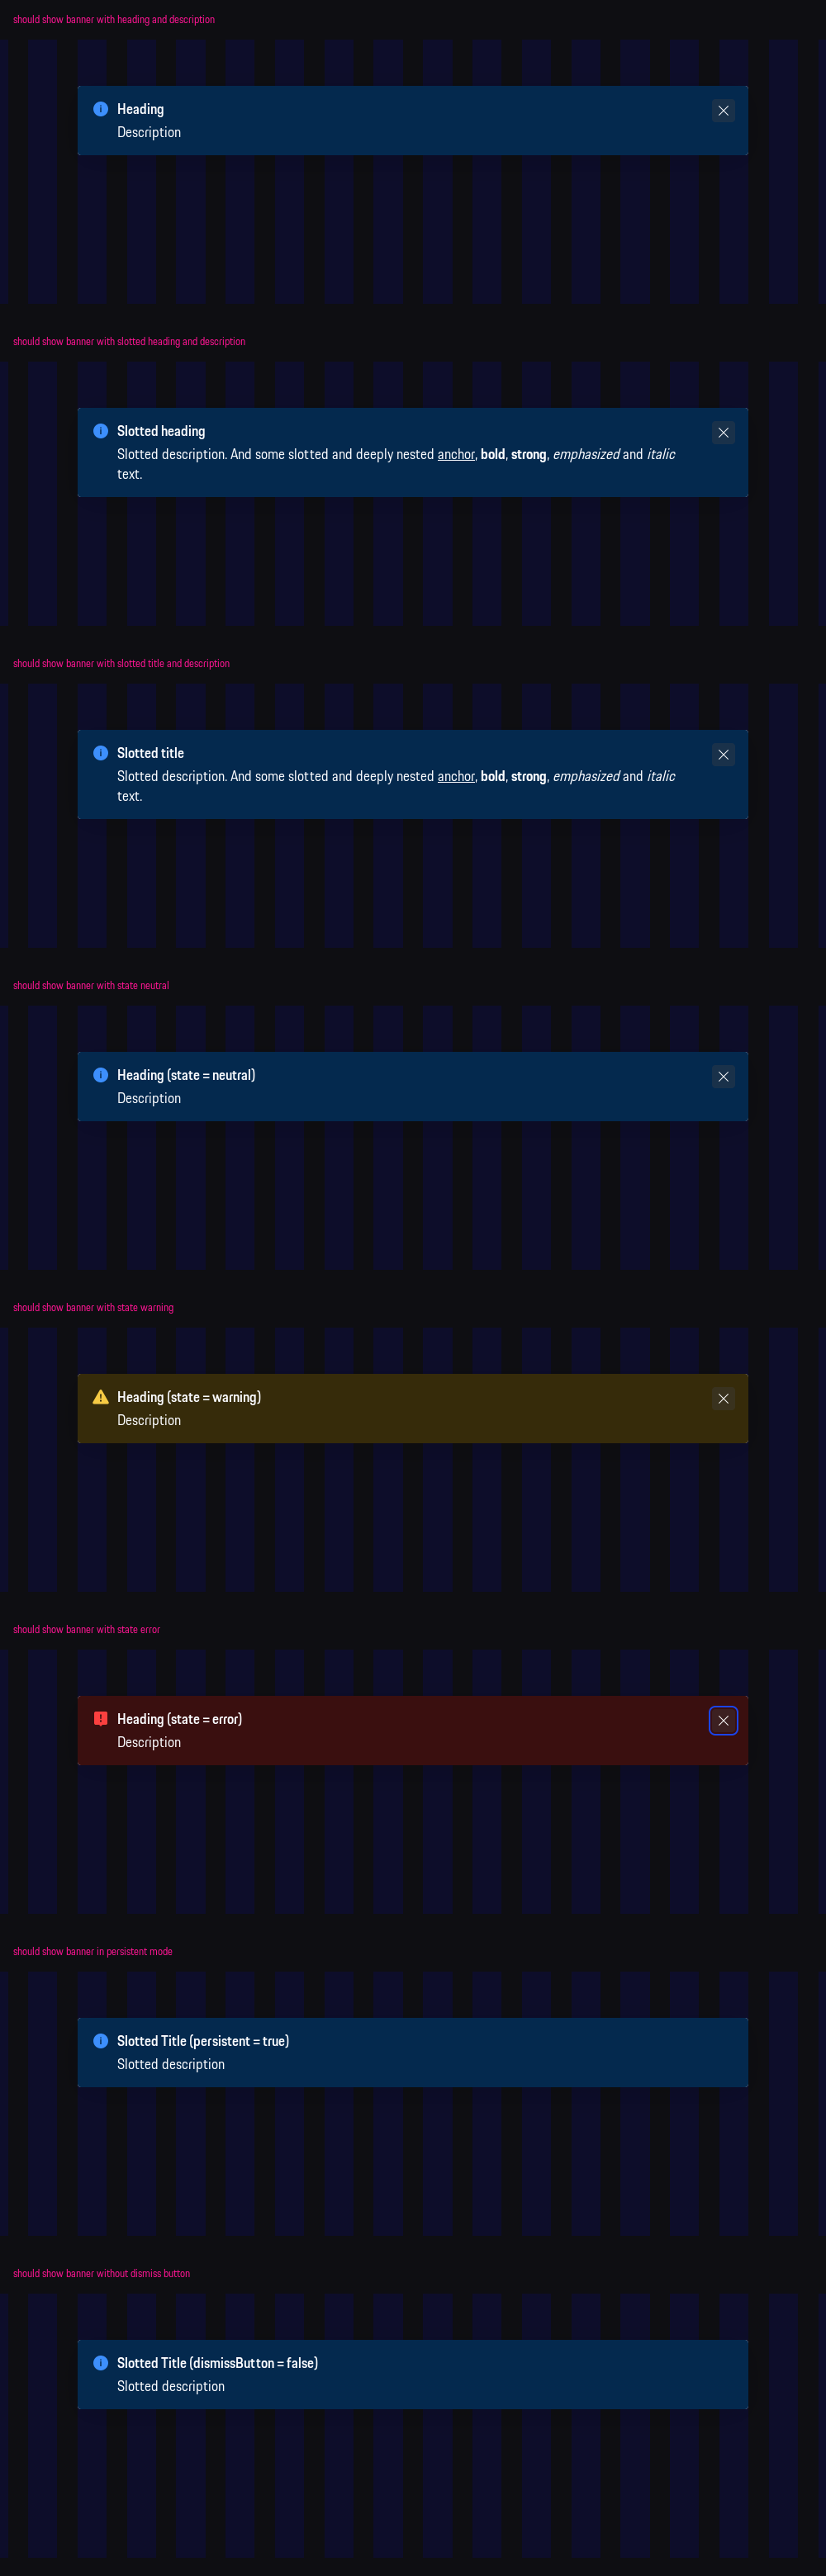 should show banner with heading and description
Heading
Description
should show banner with slotted heading and description
Slotted heading
Slotted description. And some slotted and deeply nested anchor, bold, strong, emphasized and italic
text.
should show banner with slotted title and description
Slotted title
Slotted description. And some slotted and deeply nested anchor, bold, strong, emphasized and italic
text.
should show banner with state neutral
Heading (state = neutral)
Description
should show banner with state warning
Heading (state = warning)
Description
should show banner with state error
Heading (state = error)
Description
should show banner in persistent mode
Slotted Title (persistent = true)
Slotted description
should show banner without dismiss button
Slotted Title (dismissButton = false)
Slotted description